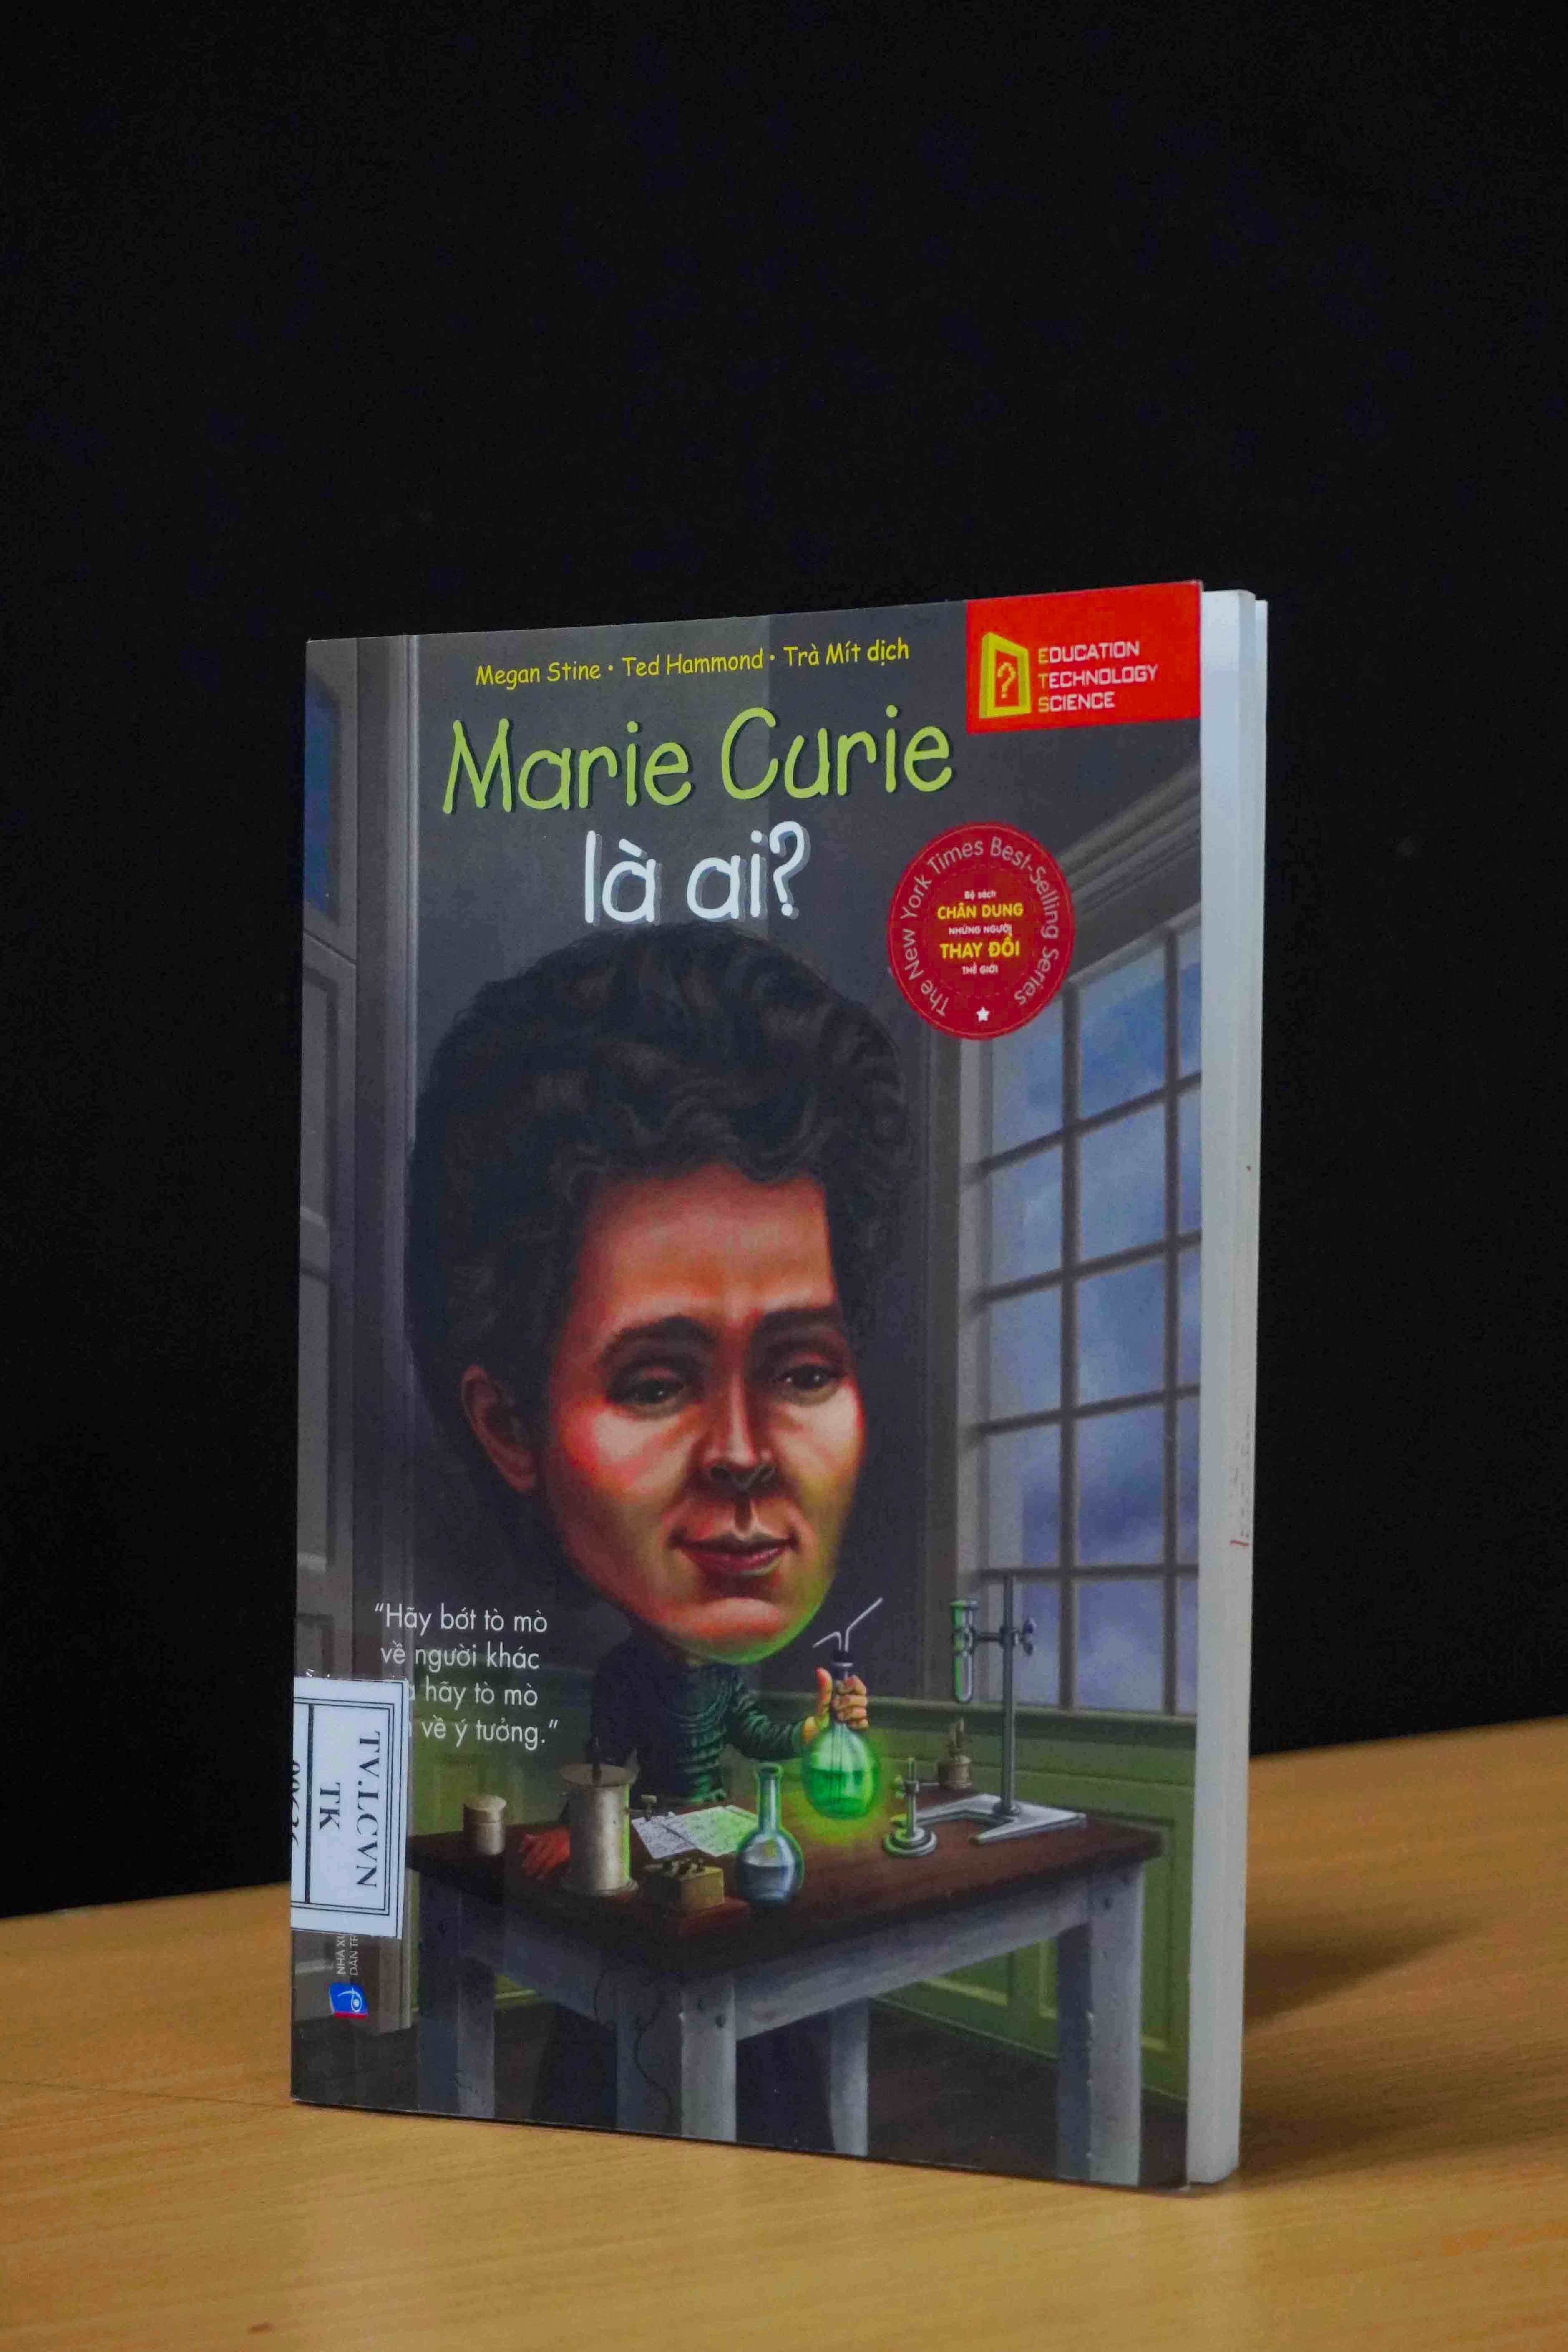 Megan Stine • Ted Hammond • Trà Mít dịch
EDUCATION
TECHNOLOGY
SCIENCE
Marie Curie
là ai?
The New York Times Best-Selling Series
Bộ sách
CHÂN DUNG
NHỮNG NGƯỜI
THAY ĐỔI
THẾ GIỚI
"Hãy bớt tò mò
về người khác
hãy tò mò
về ý tưởng."
TV.LCVN
TK